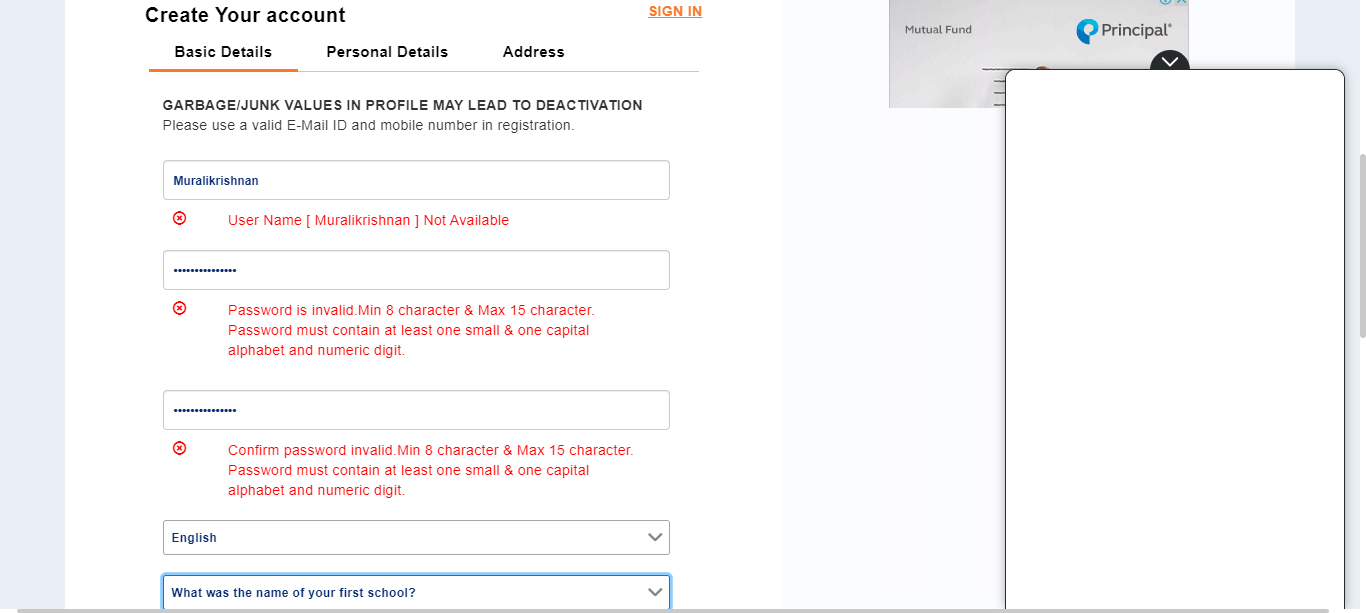 Create Your account
SIGN IN
Basic Details
Personal Details
Address
GARBAGE/JUNK VALUES IN PROFILE MAY LEAD TO DEACTIVATION
Please use a valid E-Mail ID and mobile number in registration.
Muralikrishnan
User Name [ Muralikrishnan ] Not Available
•••••••••••••••
Password is invalid.Min 8 character & Max 15 character.
Password must contain at least one small & one capital
alphabet and numeric digit.
•••••••••••••••
Confirm password invalid.Min 8 character & Max 15 character.
Password must contain at least one small & one capital
alphabet and numeric digit.
English
What was the name of your first school?
Mutual Fund
Principal®